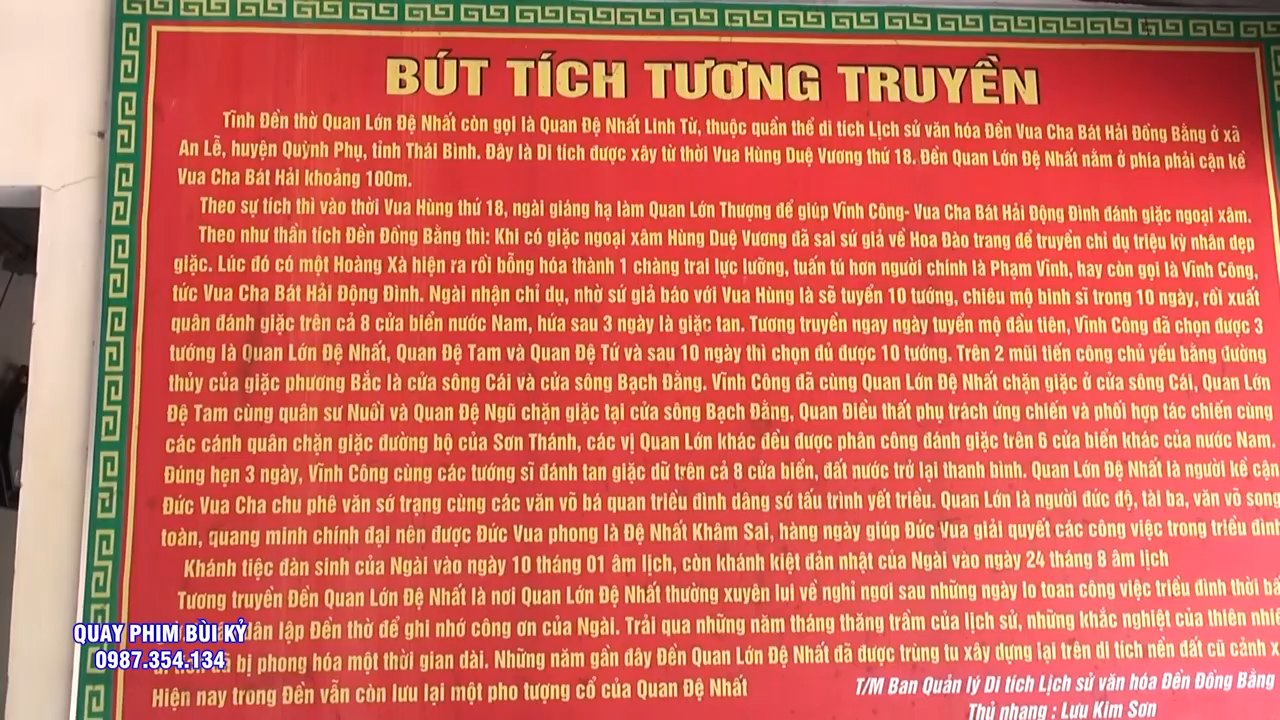 BÚT TÍCH TƯƠNG TRUYỀN
Tĩnh Đền thờ Quan Lớn Đệ Nhất còn gọi là Quan Đệ Nhất Linh Từ, thuộc quần thể di tích Lịch sử văn hóa Đền Vua Cha Bát Hải Đồng Bằng ở xã
An Lễ, huyện Quỳnh Phụ, tỉnh Thái Bình. Đây là Di tích được xây từ thời Vua Hùng Duệ Vương thứ 18. Đền Quan Lớn Đệ Nhất nằm ở phía phải cận kề
Vua Cha Bát Hải khoảng 100m.
Theo sự tích thì vào thời Vua Hùng thứ 18, ngài giáng hạ làm Quan Lớn Thượng để giúp Vĩnh Công- Vua Cha Bát Hải Động Đình đánh giặc ngoại xâm.
Theo như thần tích Đền Đồng Bằng thì: Khi có giặc ngoại xâm Hùng Duệ Vương đã sai sứ giả về Hoa Đào trang để truyền chỉ dụ triệu kỳ nhân dẹp
giặc. Lúc đó có một Hoàng Xà hiện ra rồi bỗng hóa thành 1 chàng trai lực lưỡng, tuấn tú hơn người chính là Phạm Vĩnh, hay còn gọi là Vĩnh Công,
tức Vua Cha Bát Hải Động Đình. Ngài nhận chỉ dụ, nhờ sứ giả báo với Vua Hùng là sẽ tuyển 10 tướng, chiêu mộ binh sĩ trong 10 ngày, rồi xuất
quân đánh giặc trên cả 8 cửa biển nước Nam, hứa sau 3 ngày là giặc tan. Tương truyền ngay ngày tuyển mộ đầu tiên, Vĩnh Công đã chọn được 3
tướng là Quan Lớn Đệ Nhất, Quan Đệ Tam và Quan Đệ Tứ và sau 10 ngày thì chọn đủ được 10 tướng. Trên 2 mũi tiến công chủ yếu bằng đường
thủy của giặc phương Bắc là cửa sông Cái và cửa sông Bạch Đằng. Vĩnh Công đã cùng Quan Lớn Đệ Nhất chặn giặc ở cửa sông Cái, Quan Lớn
Đệ Tam cùng quân sư Nuồi và Quan Đệ Ngũ chặn giặc tại cửa sông Bạch Đằng, Quan Điều thất phụ trách ứng chiến và phối hợp tác chiến cùng
các cánh quân chặn giặc đường bộ của Sơn Thánh, các vị Quan Lớn khác đều được phân công đánh giặc trên 6 cửa biển khác của nước Nam.
Đúng hẹn 3 ngày, Vĩnh Công cùng các tướng sĩ đánh tan giặc dữ trên cả 8 cửa biển, đất nước trở lại thanh bình. Quan Lớn Đệ Nhất là người kề cận
Đức Vua Cha chu phê văn sớ trạng cùng các văn võ bá quan triều đình dâng sớ tấu trình yết triều. Quan Lớn là người đức độ, tài ba, văn võ song
toàn, quang minh chính đại nên được Đức Vua phong là Đệ Nhất Khâm Sai, hàng ngày giúp Đức Vua giải quyết các công việc trong triều đình
Khánh tiệc đàn sinh của Ngài vào ngày 10 tháng 01 âm lịch, còn khánh kiệt đản nhật của Ngài vào ngày 24 tháng 8 âm lịch
Tương truyền Đền Quan Lớn Đệ Nhất là nơi Quan Lớn Đệ Nhất thường xuyên lui về nghỉ ngơi sau những ngày lo toan công việc triều đình thời
dân lập Đền thờ để ghi nhớ công ơn của Ngài. Trải qua những năm tháng thăng trầm của lịch sử, những khắc nghiệt của thiên
bị phong hóa một thời gian dài. Những năm gần đây Đền Quan Lớn Đệ Nhất đã được trùng tu xây dựng lại trên di tích nền đất cũ cảnh
Hiện nay trong Đền vẫn còn lưu lại một pho tượng cổ của Quan Đệ Nhất
T/M Ban Quản lý Di tích Lịch sử văn hóa Đền Đồng Bằng
Thủ nhang : Lưu Kim Sơn
QUAY PHIM BÙI KỶ
0987.354.134